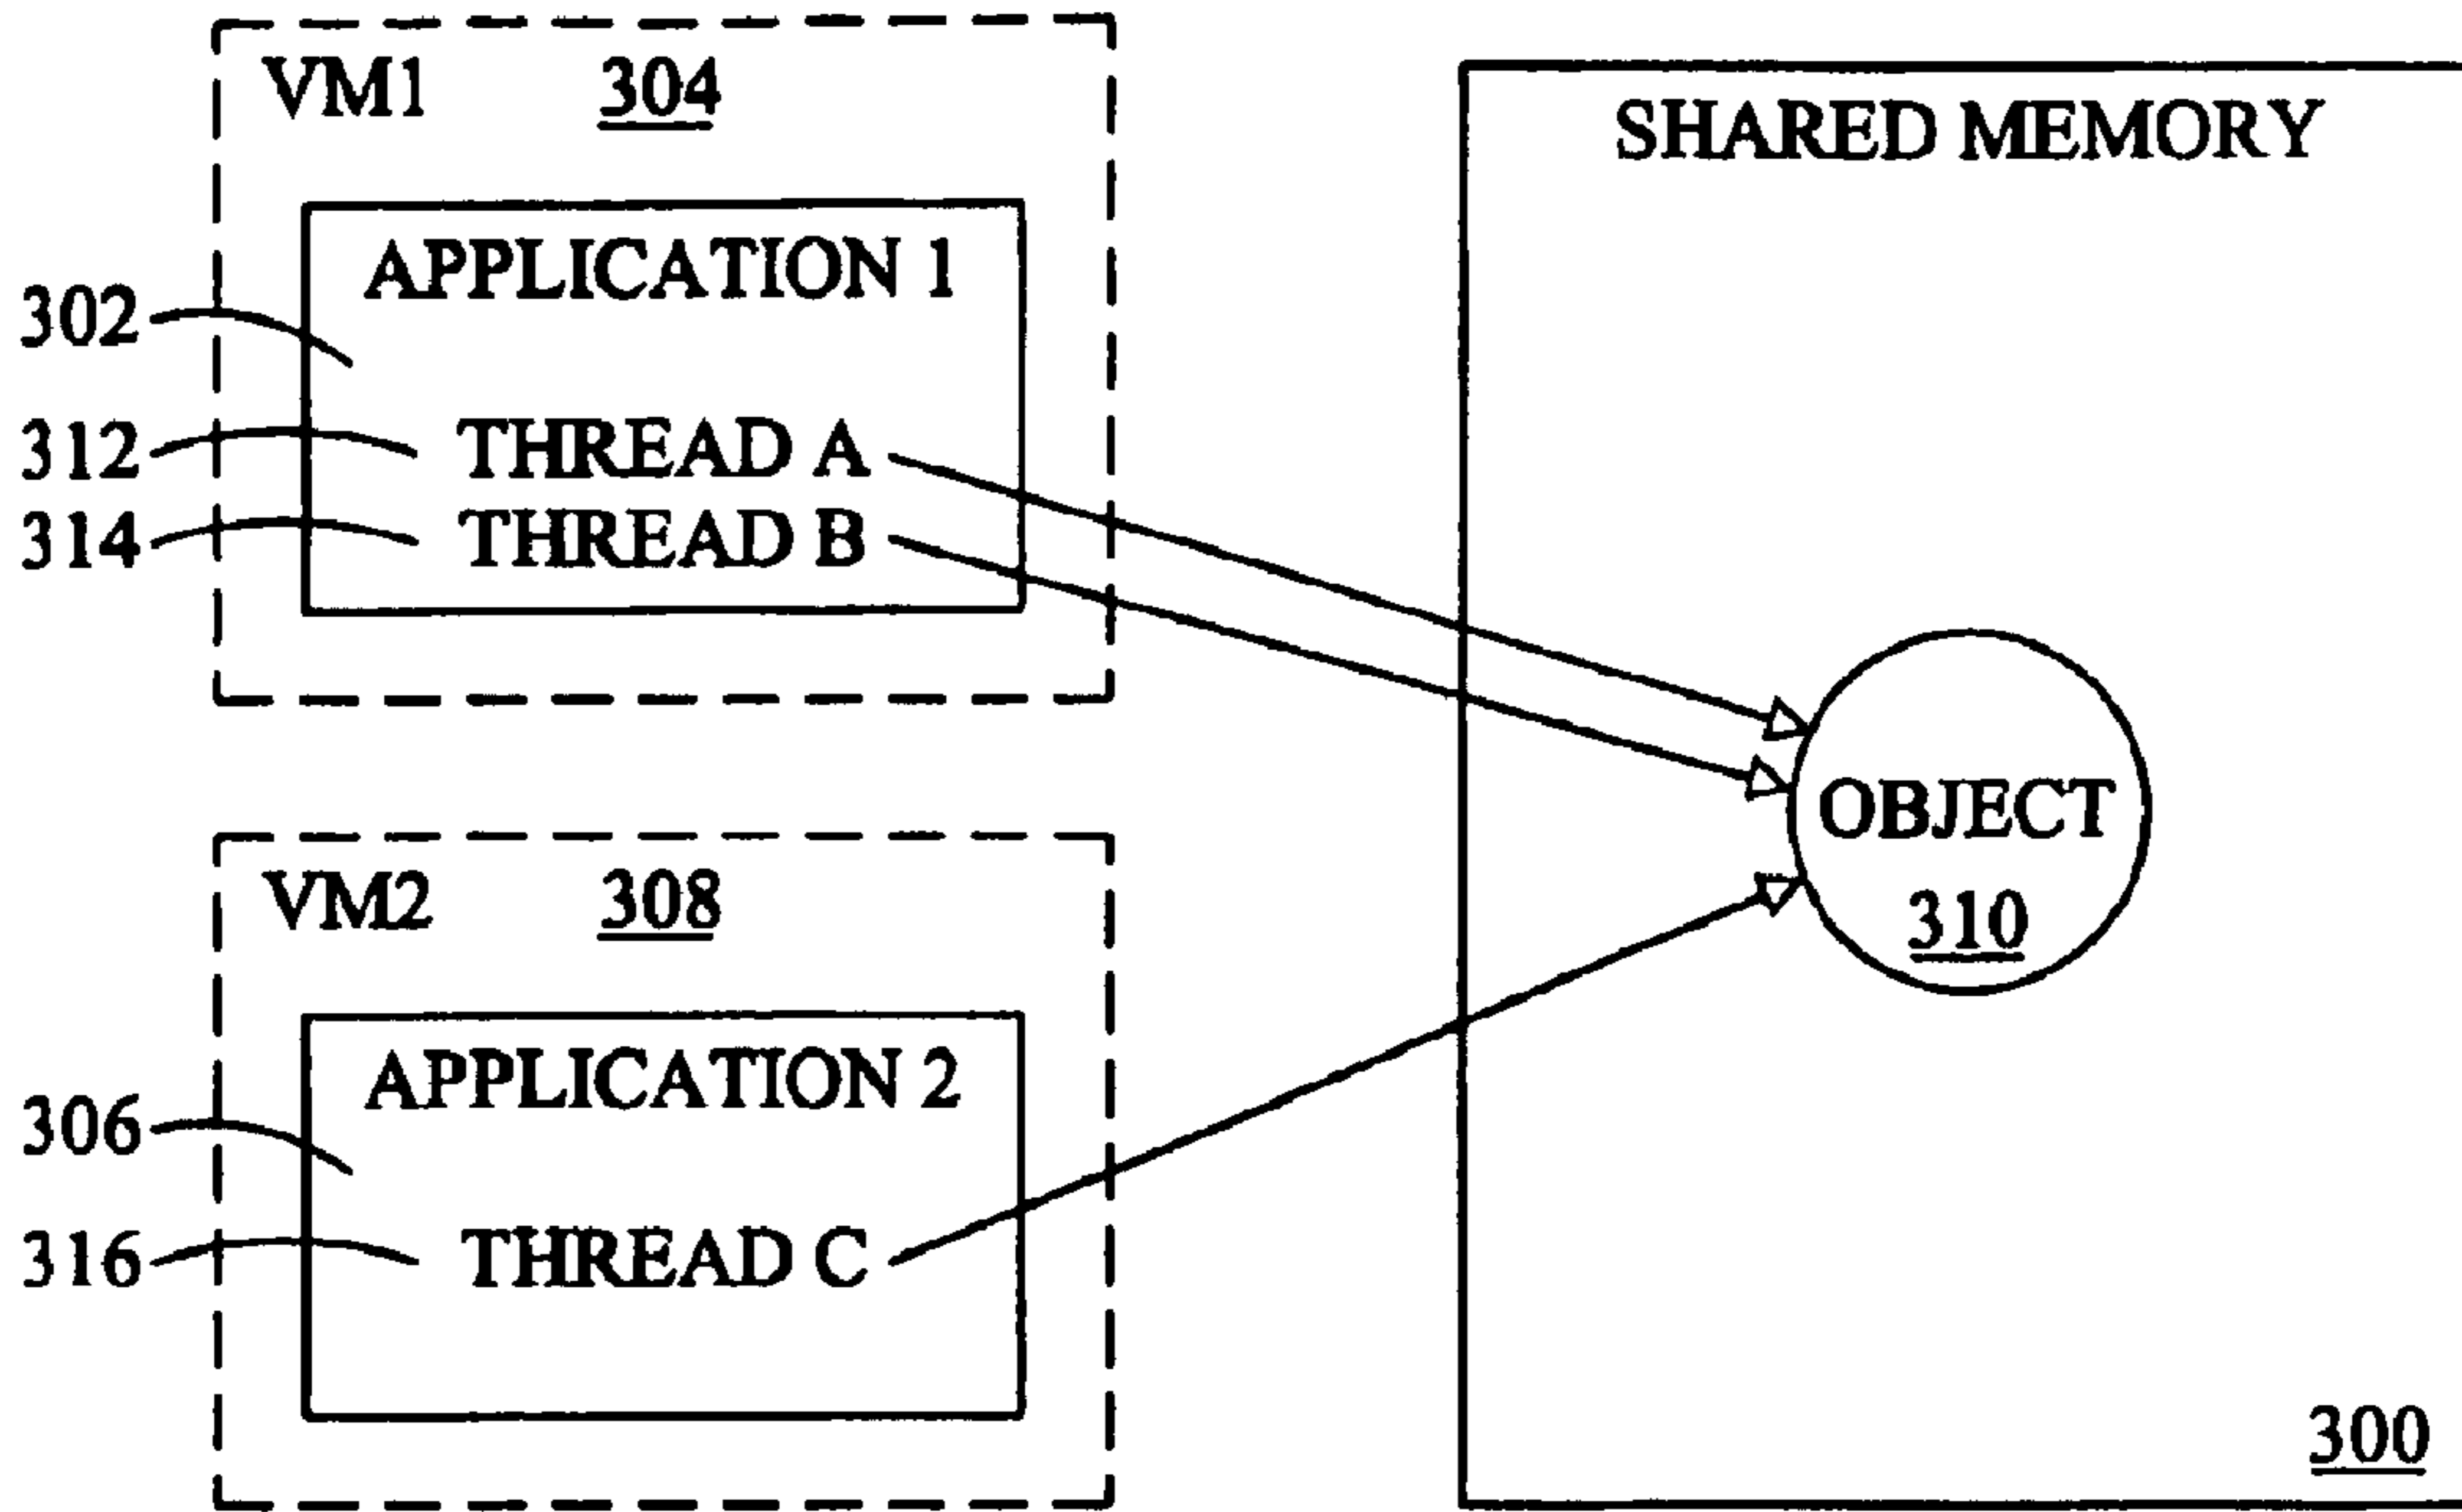 VM1 304
APPLICATION 1
302
312 THREAD A
314 THREAD B
VM2 308
APPLICATION 2
306
316 THREAD C
SHARED MEMORY
OBJECT
310
300